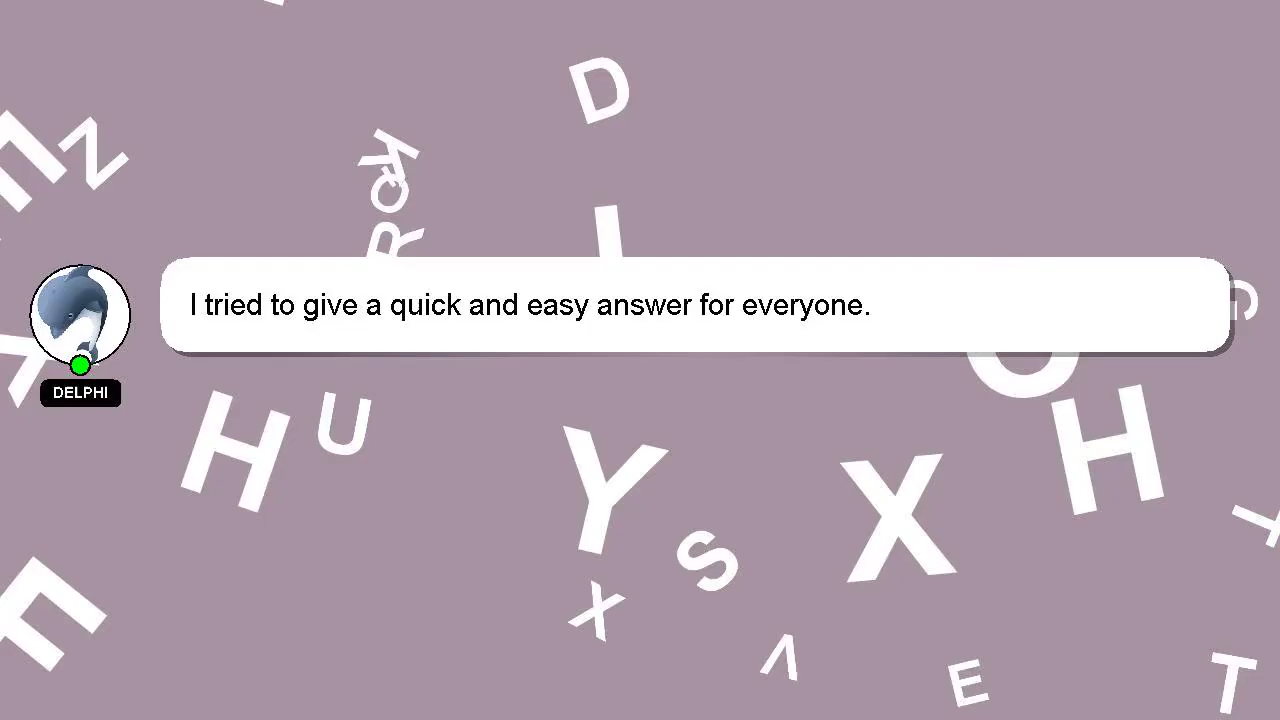 D
N
K
R
I
I tried to give a quick and easy answer for everyone.
DELPHI
H
U
Y
X
H
S
X
V
E
T